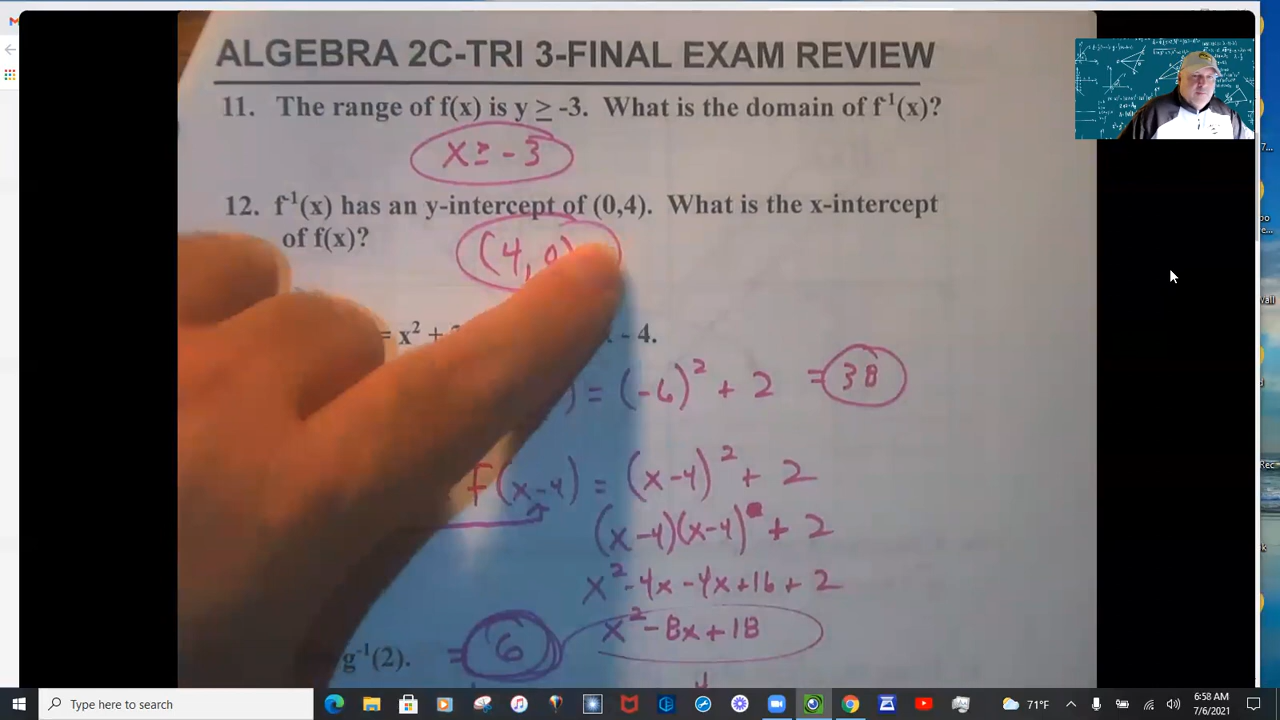 ALGEBRA 2C-TRI 3-FINAL EXAM REVIEW
11. The range of f(x) is y ≥ -3. What is the domain of f⁻¹(x)?
x ≥ -3
12. f⁻¹(x) has an y-intercept of (0,4). What is the x-intercept
of f(x)?
(4,0)
= x² + - 4.
) = (-6)² + 2 = 38
f(x-4) = (x-4)² + 2
(x-4)(x-4) + 2
x² - 4x - 4x + 16 + 2
x² - 8x + 18
g⁻¹(2). = 6
Type here to search
71°F
6:58 AM
7/6/2021